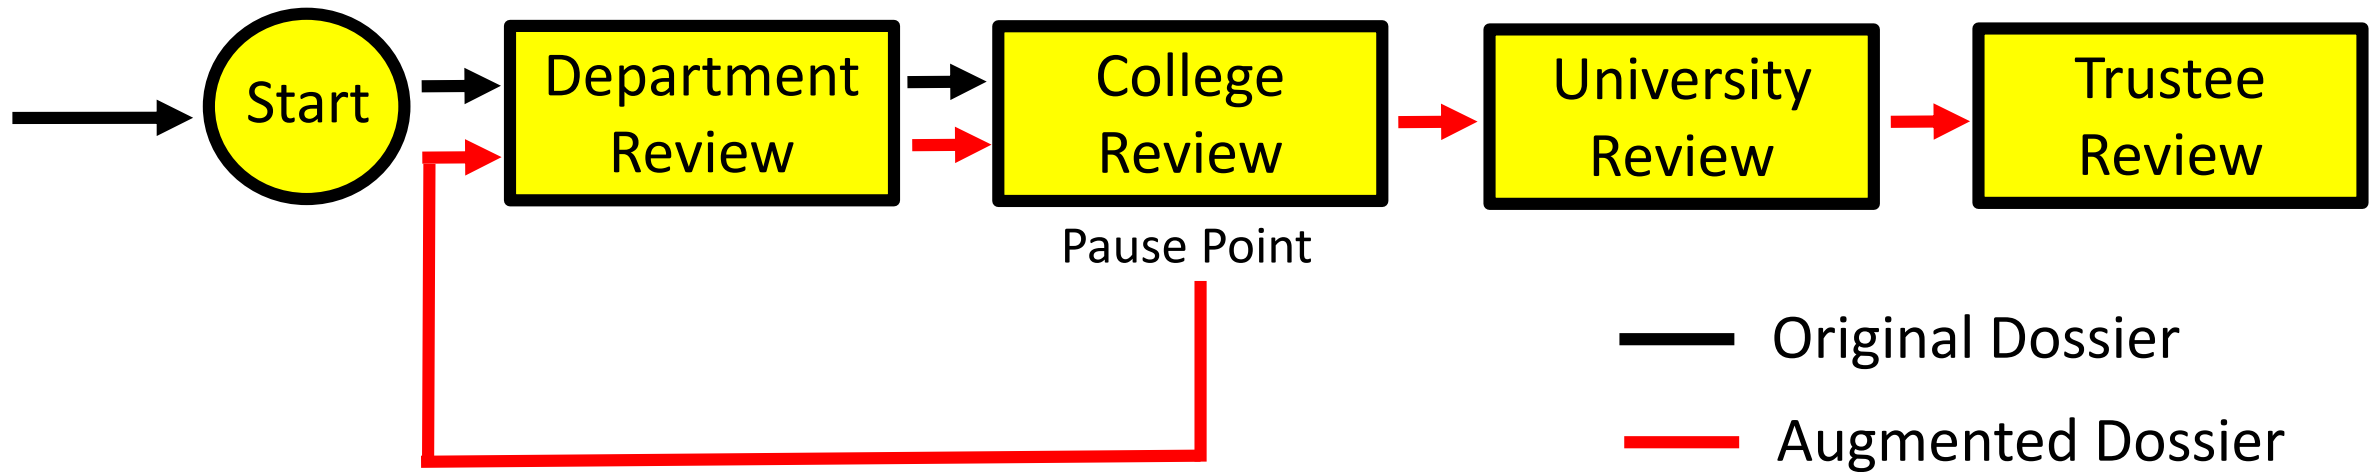 Start
Department
Review
College
Review
University
Review
Trustee
Review
Pause Point
Original Dossier
Augmented Dossier